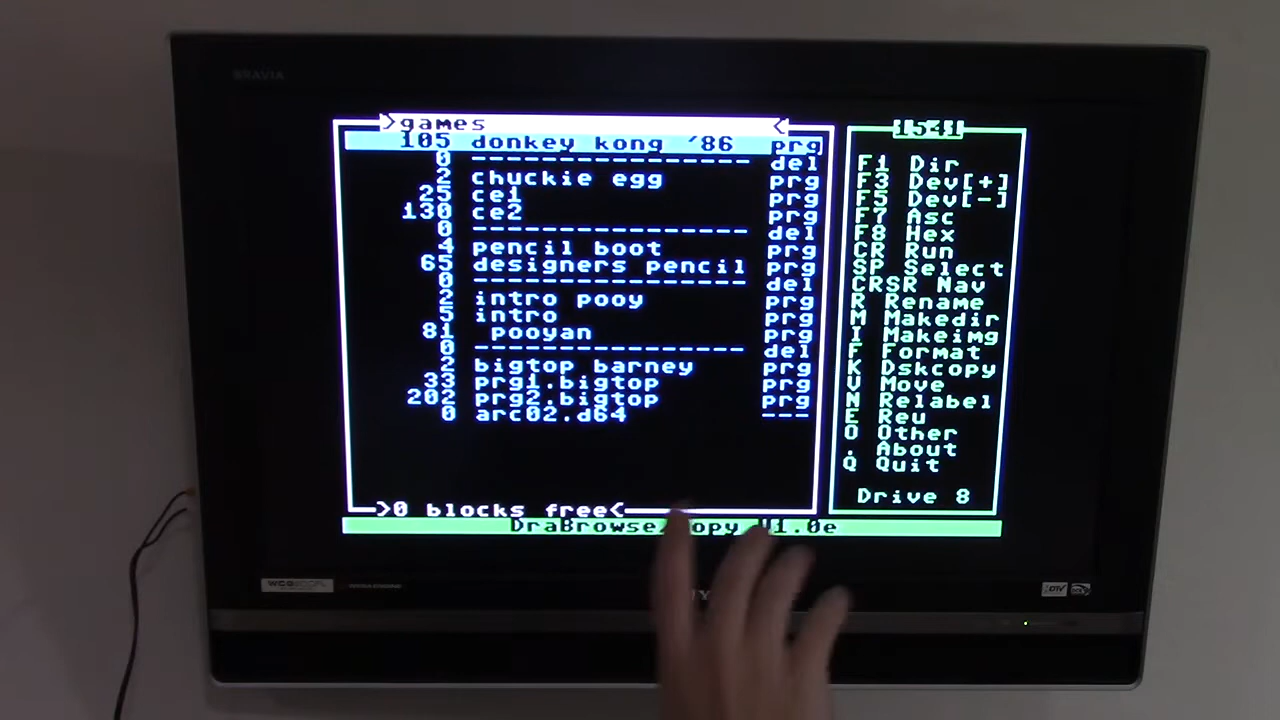 BRAVIA
>games<
105 donkey kong '86 prg
0 ---------------- del
2 chuckie egg prg
25 ce1 prg
130 ce2 prg
0 ---------------- del
4 pencil boot prg
65 designers pencil prg
0 ---------------- del
2 intro pooy prg
5 intro prg
81 pooyan prg
0 ---------------- del
2 bigtop barney prg
33 prg1.bigtop prg
202 prg2.bigtop prg
0 arc02.d64 ---
>0 blocks free<
[1541]
F1 Dir
F3 Dev[+]
F5 Dev[-]
F7 Asc
F8 Hex
CR Run
SP Select
CRSR Nav
R Rename
M Makedir
I Makeimg
F Format
K Dskcopy
V Move
N Relabel
E Reu
O Other
. About
Q Quit
Drive 8
DraBrowse/Copy V1.0e